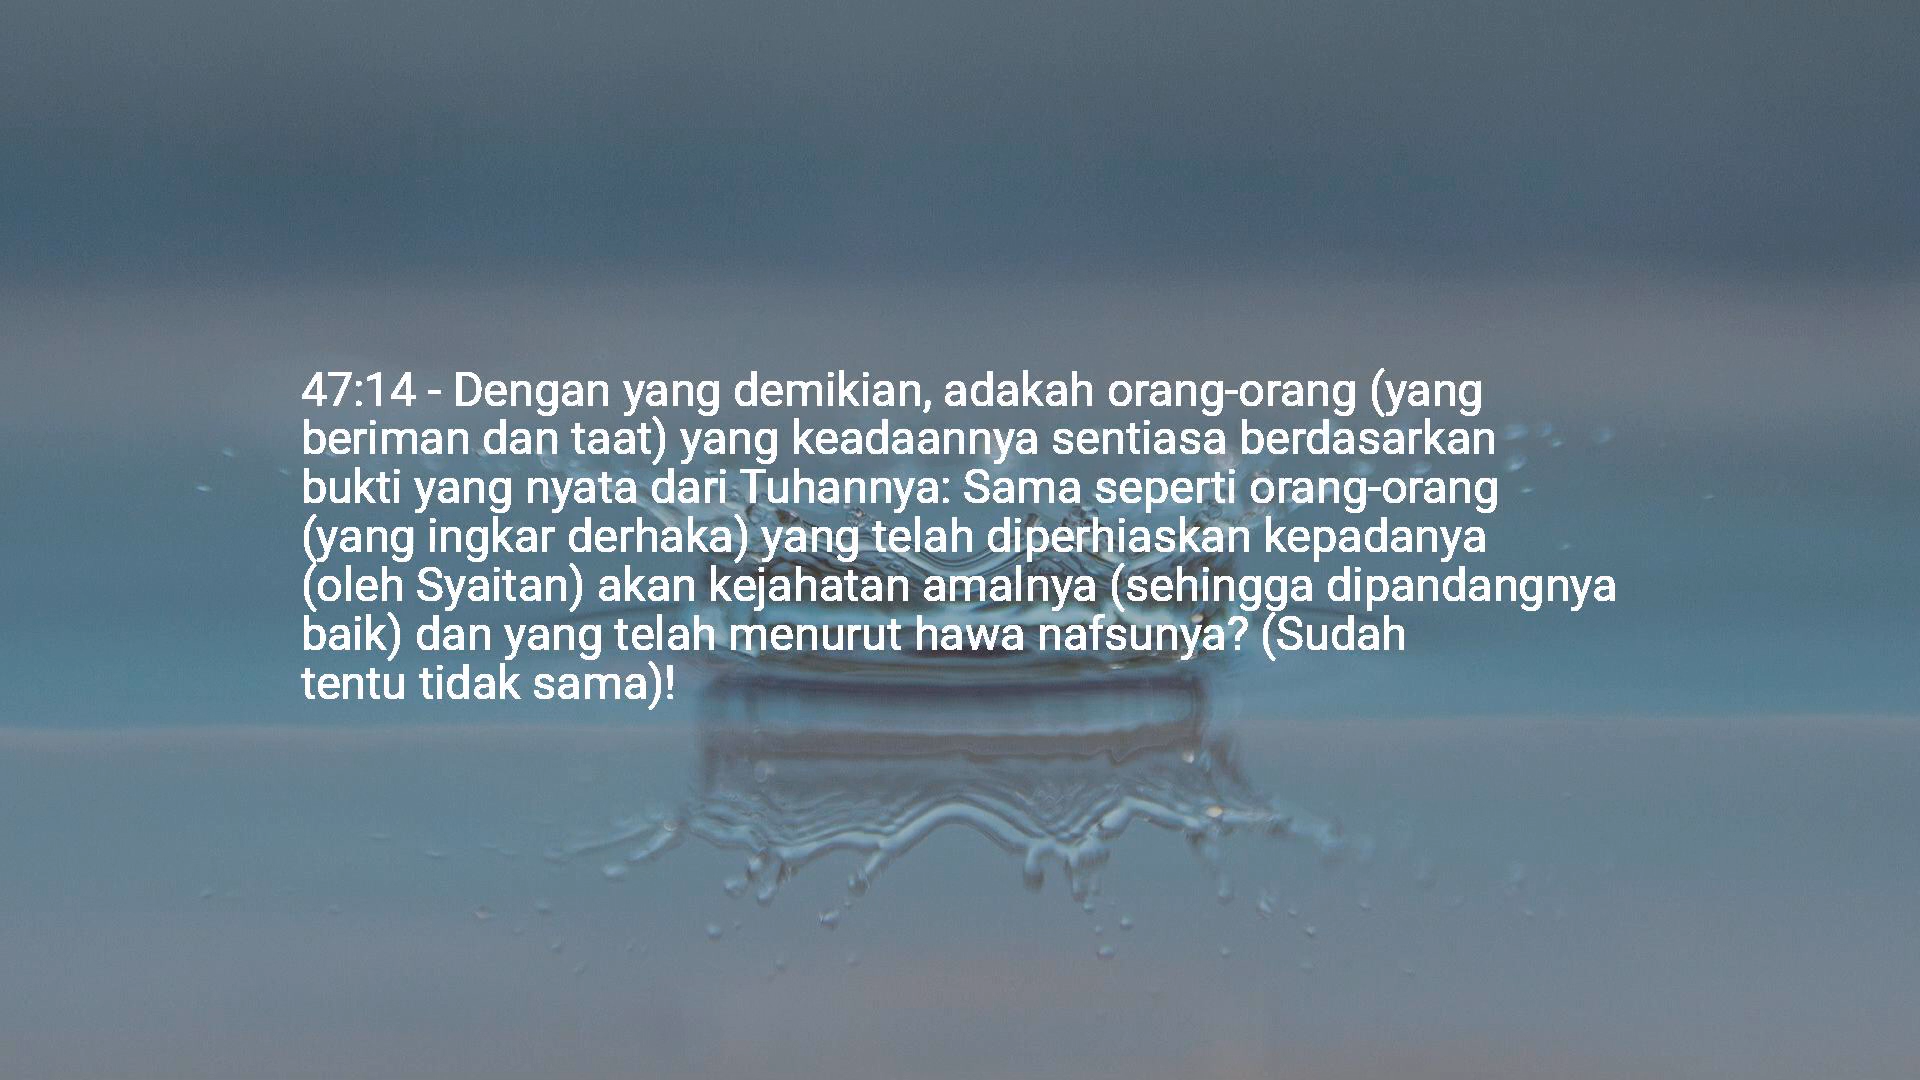 47:14 - Dengan yang demikian, adakah orang-orang (yang
beriman dan taat) yang keadaannya sentiasa berdasarkan
bukti yang nyata dari Tuhannya: Sama seperti orang-orang
(yang ingkar derhaka) yang telah diperhiaskan kepadanya
(oleh Syaitan) akan kejahatan amalnya (sehingga dipandangnya
baik) dan yang telah menurut hawa nafsunya? (Sudah
tentu tidak sama)!